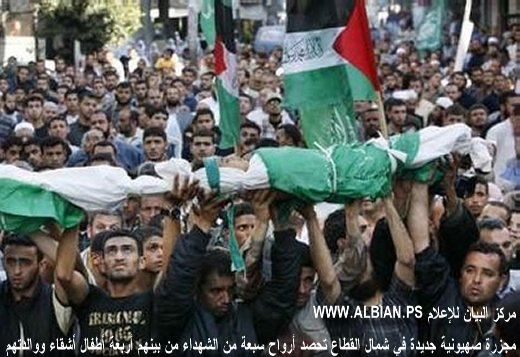 مركز البيان للإعلام WWW.ALBIAN.PS
مجزرة صهيونية جديدة في شمال القطاع تحصد أرواح سبعة من الشهداء من بينهم أربعة أطفال أشقاء ووالدتهم